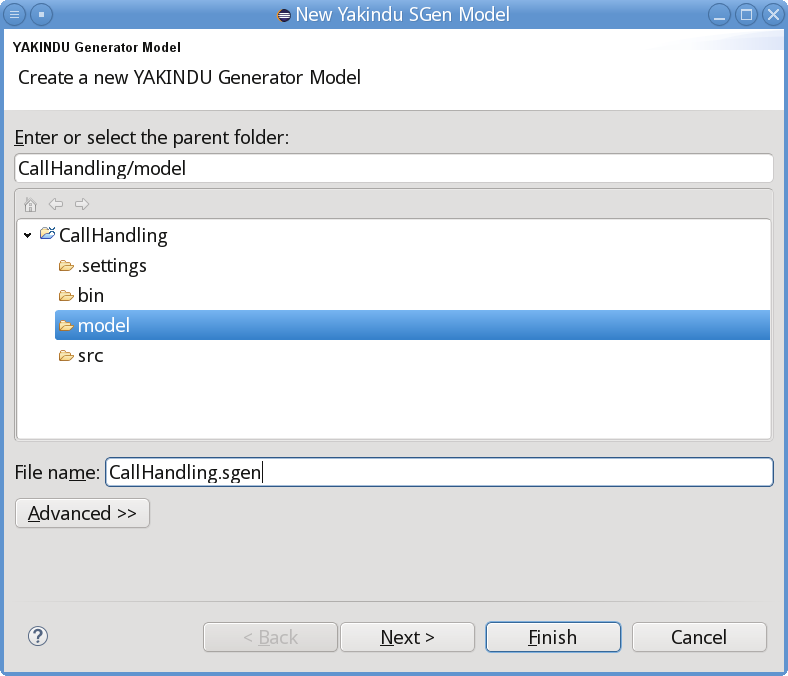 New Yakindu SGen Model
YAKINDU Generator Model
Create a new YAKINDU Generator Model
Enter or select the parent folder:
CallHandling/model
CallHandling
.settings
bin
model
src
File name: CallHandling.sgen
Advanced >>
? < Back Next > Finish Cancel